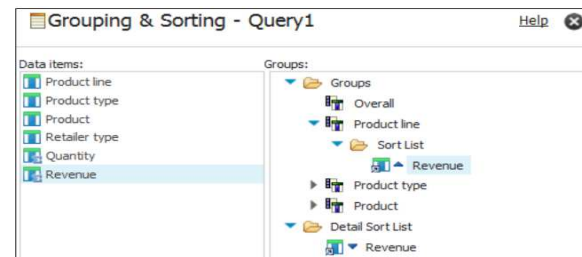 Grouping & Sorting - Query1
Help
Data items:
Product line
Product type
Product
Retailer type
Quantity
Revenue
Groups:
Groups
Overall
Product line
Sort List
Revenue
Product type
Product
Detail Sort List
Revenue